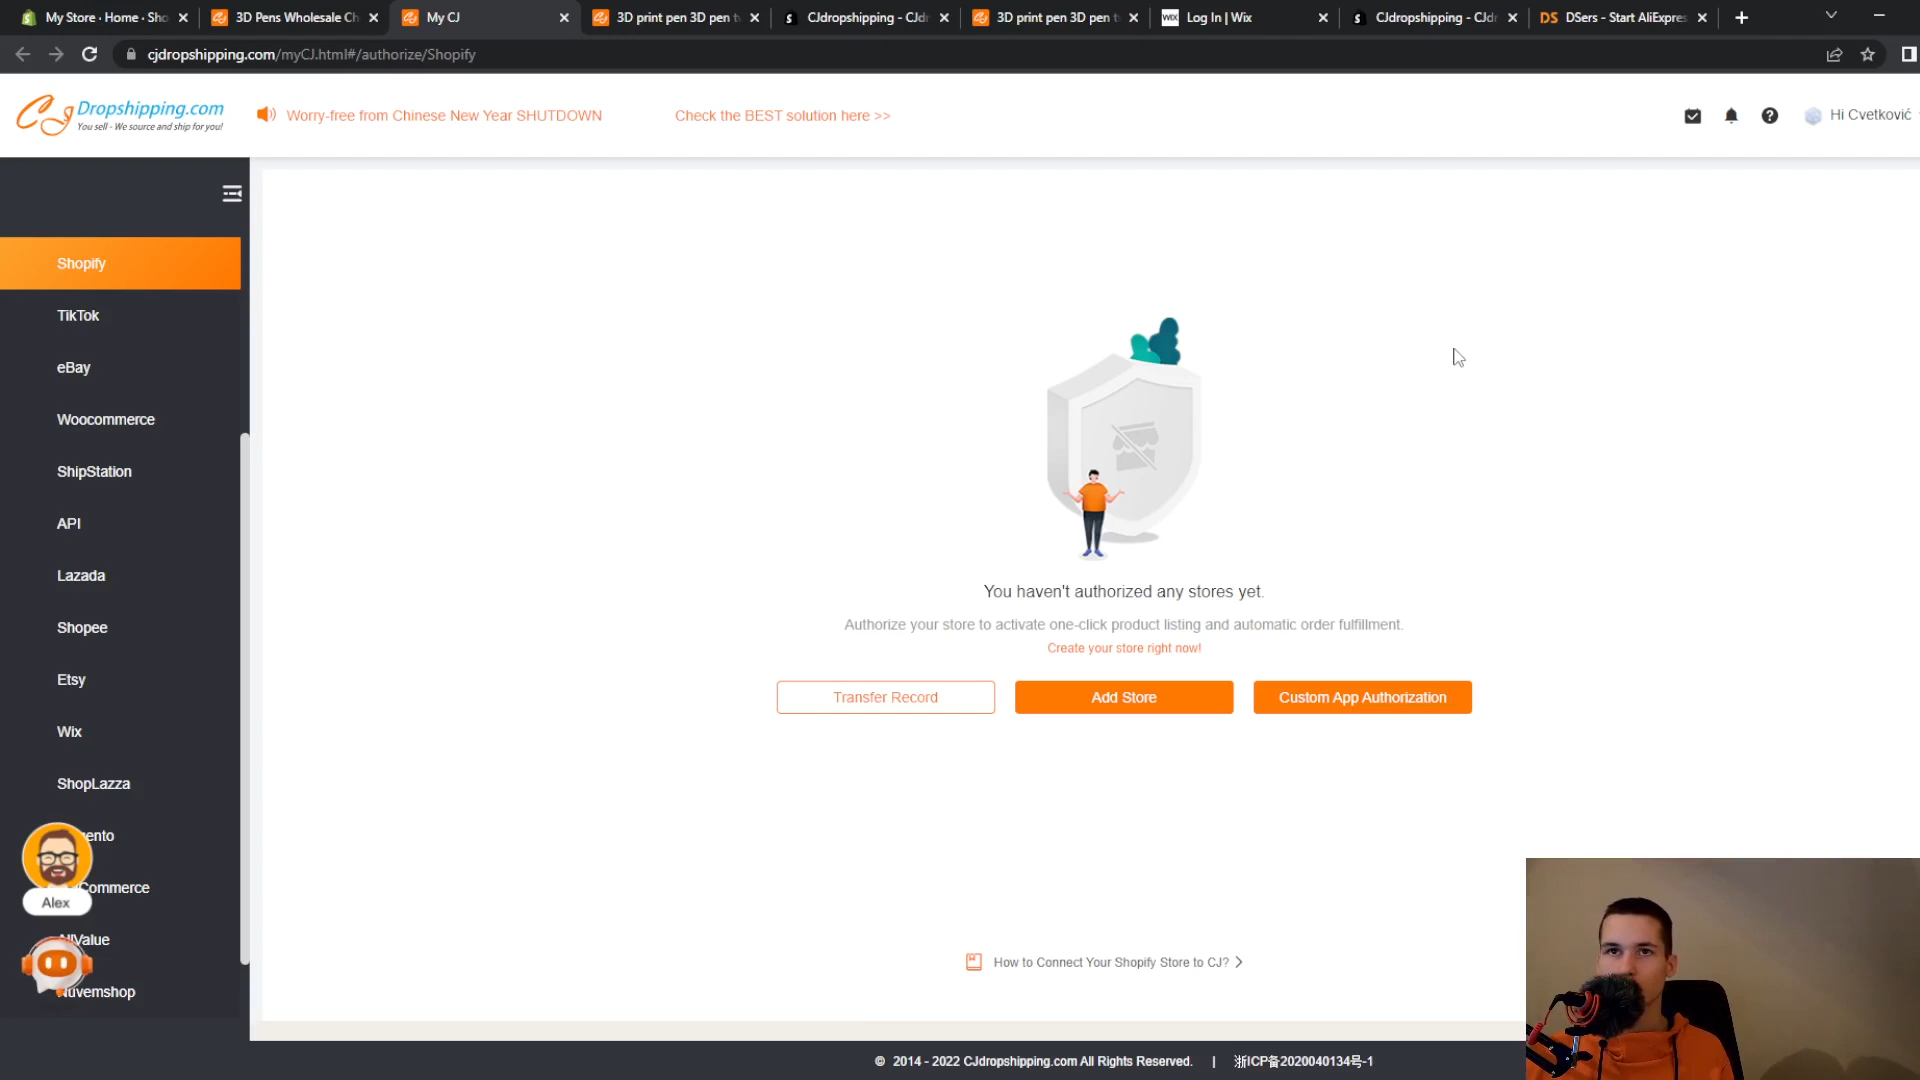 My Store · Home · Sho
3D Pens Wholesale Ch
My CJ
3D print pen 3D pen t
CJdropshipping - CJdr
3D print pen 3D pen t
WIX Log In | Wix
CJdropshipping - CJdr
DS DSers - Start AliExpres
cjdropshipping.com/myCJ.html#/authorize/Shopify
CJ Dropshipping.com
You sell - We source and ship for you!
Worry-free from Chinese New Year SHUTDOWN
Check the BEST solution here >>
Hi Cvetković
Shopify
TikTok
eBay
Woocommerce
ShipStation
API
Lazada
Shopee
Etsy
Wix
ShopLazza
ento
Commerce
Alex
Value
Nuvemshop
You haven't authorized any stores yet.
Authorize your store to activate one-click product listing and automatic order fulfillment.
Create your store right now!
Transfer Record
Add Store
Custom App Authorization
How to Connect Your Shopify Store to CJ?
© 2014 - 2022 CJdropshipping.com All Rights Reserved. | 浙ICP备2020040134号-1